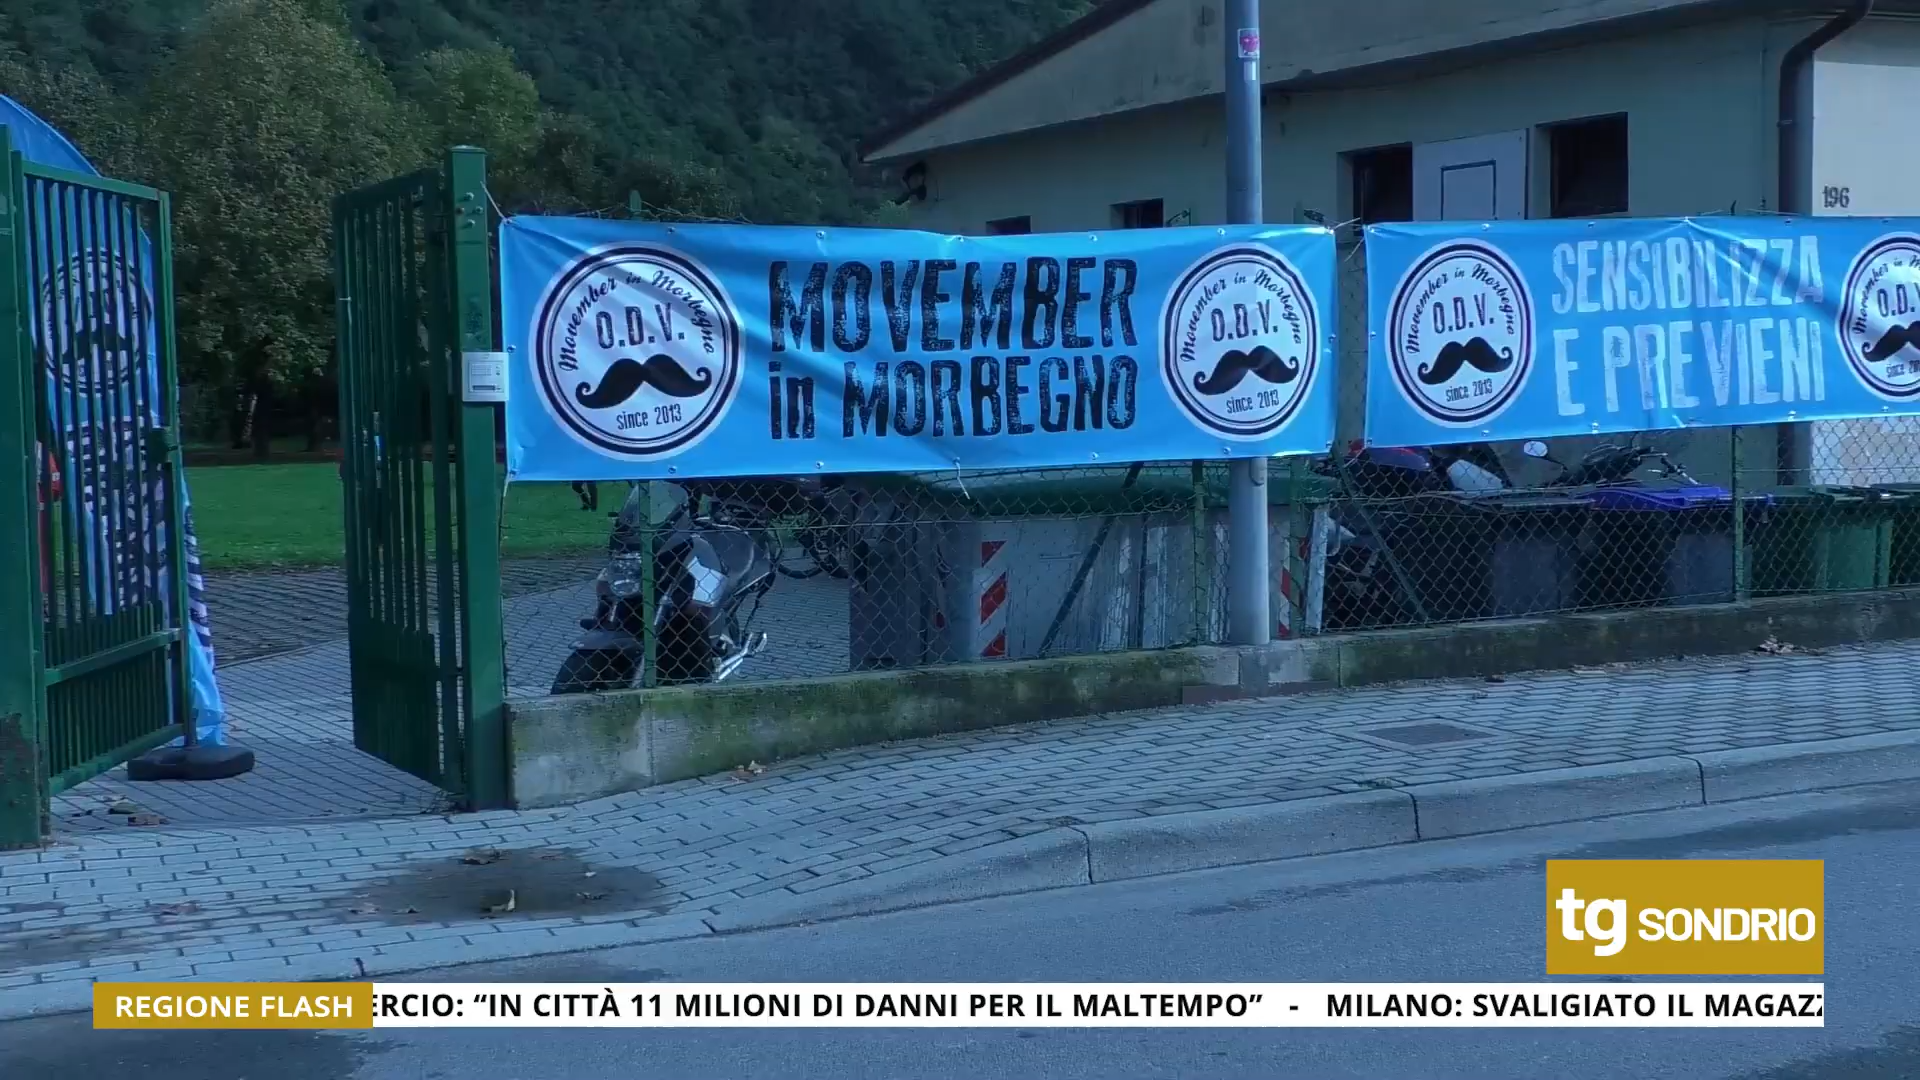 196
Movember in Morbegno
O.D.V.
since 2013
MOVEMBER
in MORBEGNO
Movember in Morbegno
O.D.V.
since 2013
Movember in Morbegno
O.D.V.
since 2013
SENSIBILIZZA
E PREVIENI
tg SONDRIO
REGIONE FLASH
ERCIO: “IN CITTÀ 11 MILIONI DI DANNI PER IL MALTEMPO” - MILANO: SVALIGIATO IL MAGAZZ